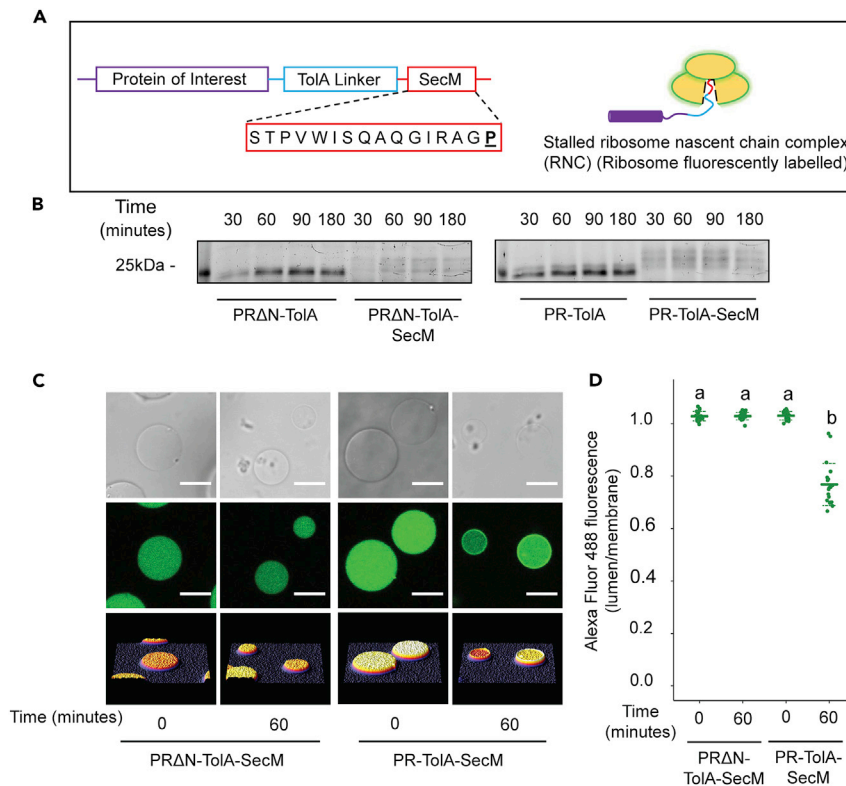 A
Protein of Interest
TolA Linker
SecM
S T P V W I S Q A Q G I R A G P
Stalled ribosome nascent chain complex
(RNC) (Ribosome fluorescently labelled)
B
Time
(minutes)
30 60 90 180 30 60 90 180
30 60 90 180 30 60 90 180
25kDa -
PRΔN-TolA
PRΔN-TolA-
SecM
PR-TolA
PR-TolA-SecM
C
Time (minutes)
0
60
0
60
PRΔN-TolA-SecM
PR-TolA-SecM
D
Alexa Fluor 488 fluorescence
(lumen/membrane)
1.0
0.8
0.6
0.4
0.2
0.0
a
a
a
b
Time
(minutes)
0
60
0
60
PRΔN-
TolA-SecM
PR-TolA-
SecM